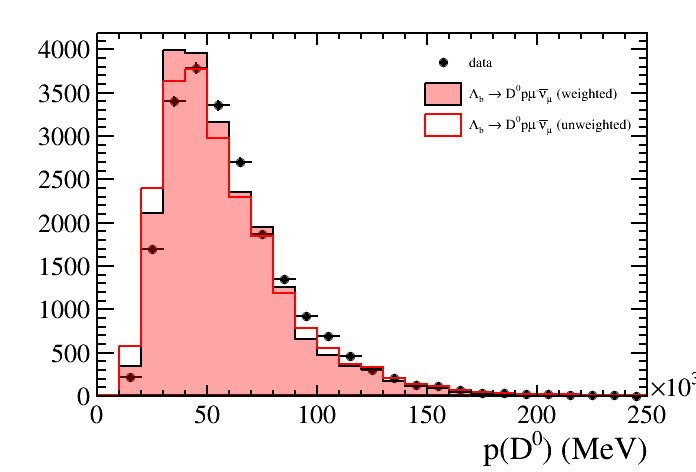 4000
3500
3000
2500
2000
1500
1000
500
0
data
Λb → D⁰pμ ν̅μ (weighted)
Λb → D⁰pμ ν̅μ (unweighted)
0 50 100 150 200 250
×10³
p(D⁰) (MeV)